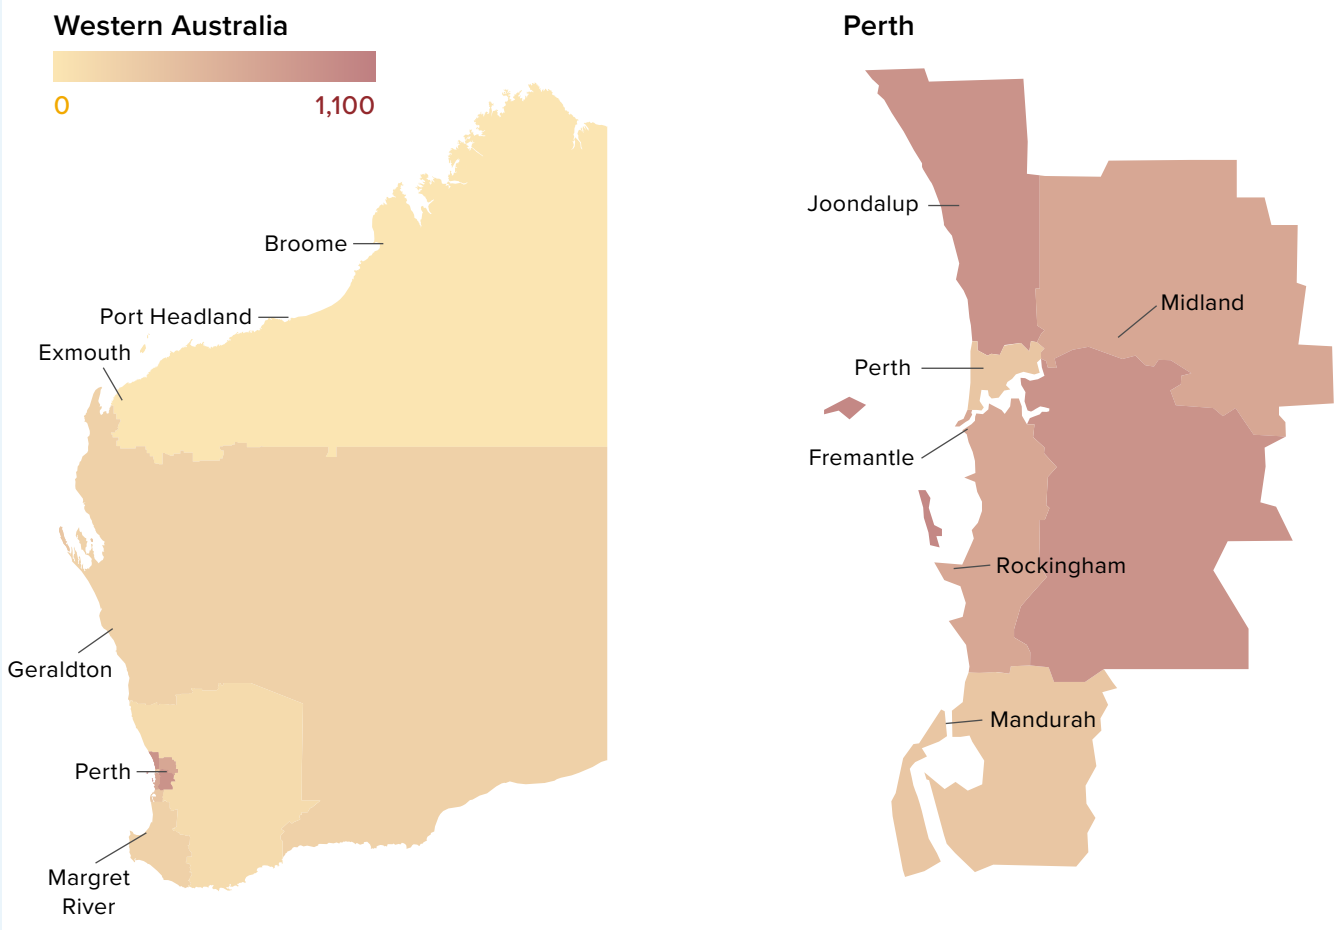 Western Australia
0
1,100
Broome
Port Headland
Exmouth
Geraldton
Perth
Margret
River
Perth
Joondalup
Midland
Perth
Fremantle
Rockingham
Mandurah